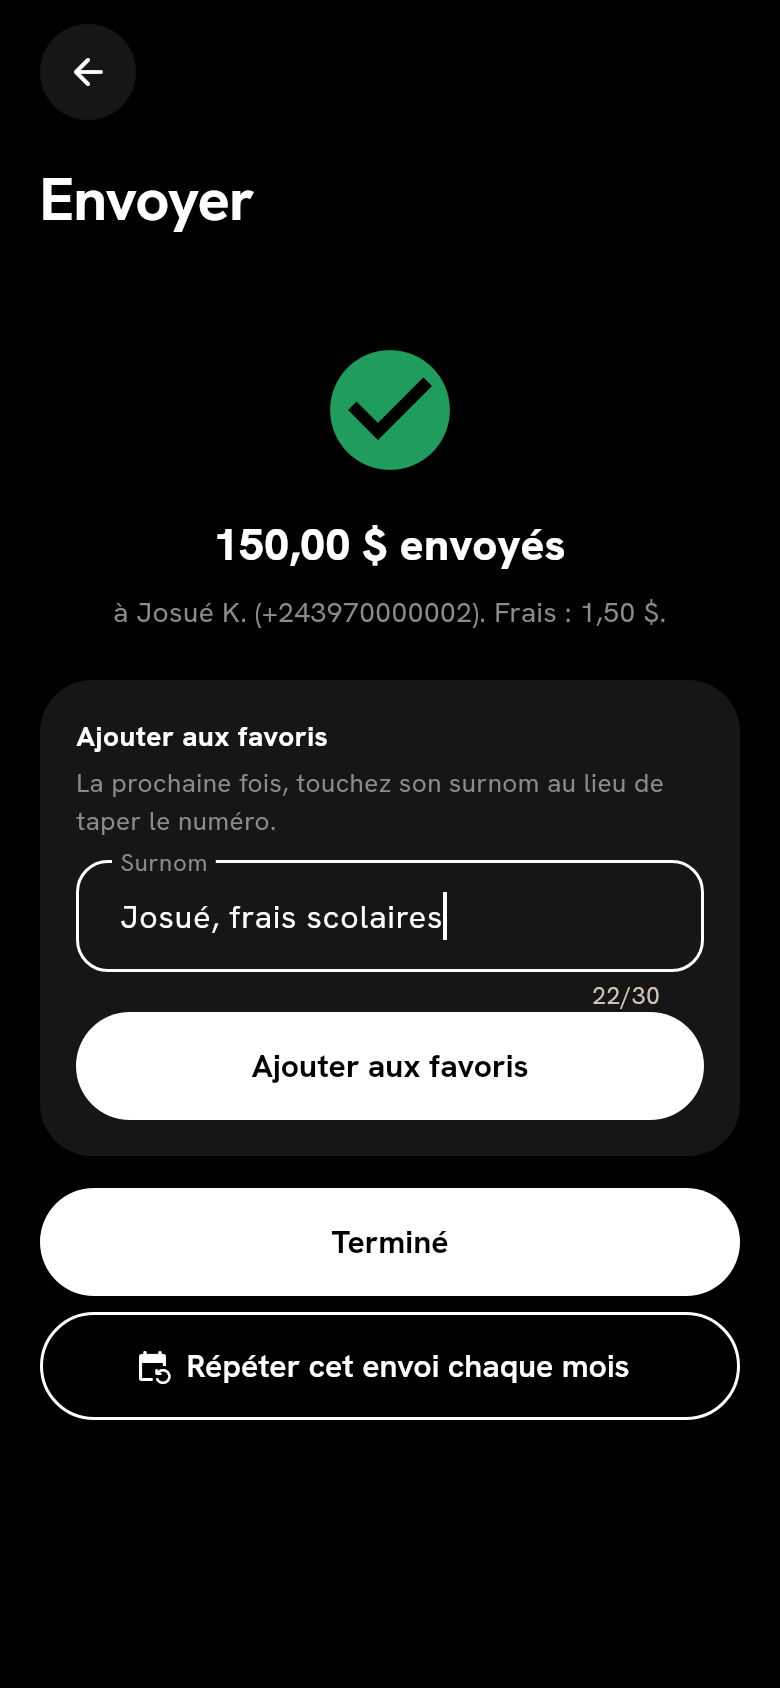 Envoyer
150,00 $ envoyés
à Josué K. (+243970000002). Frais : 1,50 $.
Ajouter aux favoris
La prochaine fois, touchez son surnom au lieu de
taper le numéro.
Surnom
Josué, frais scolaires
22/30
Ajouter aux favoris
Terminé
Répéter cet envoi chaque mois